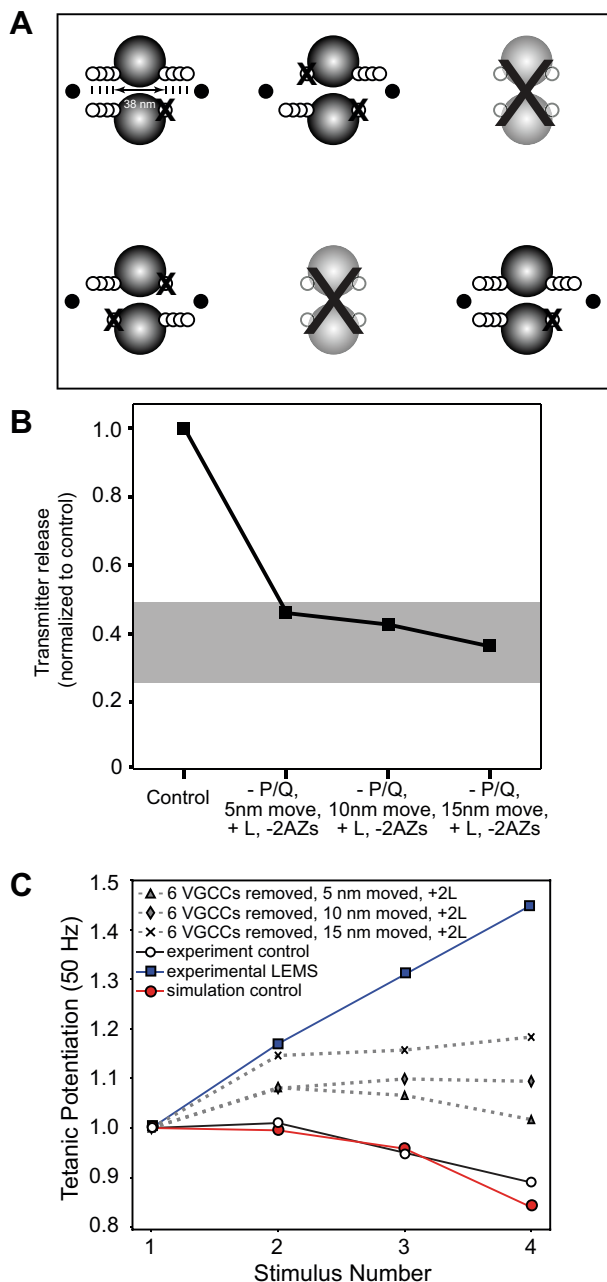 A
38 nm
B
Transmitter release
(normalized to control)
1.0
0.8
0.6
0.4
0.2
0
Control
- P/Q,
5nm move,
+ L, -2AZs
- P/Q,
10nm move,
+ L, -2AZs
- P/Q,
15nm move,
+ L, -2AZs
C
Tetanic Potentiation (50 Hz)
1.5
1.4
1.3
1.2
1.1
1.0
0.9
0.8
6 VGCCs removed, 5 nm moved, +2L
6 VGCCs removed, 10 nm moved, +2L
6 VGCCs removed, 15 nm moved, +2L
experiment control
experimental LEMS
simulation control
1
2
3
4
Stimulus Number